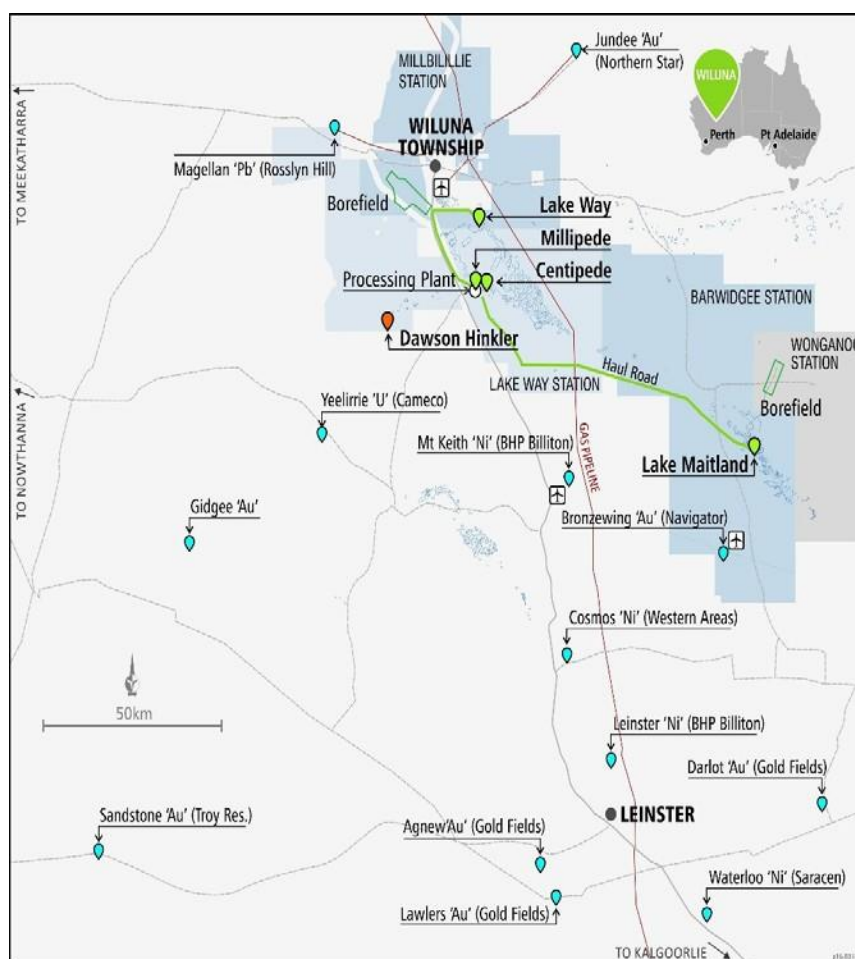 Jundee 'Au'
(Northern Star)
MILLBILILLIE
STATION
WILUNA
Perth
Pt Adelaide
TO MEEKATHARRA
WILUNA
TOWNSHIP
Magellan 'Pb' (Rosslyn Hill)
Borefield
Lake Way
Millipede
Processing Plant
Centipede
BARWIDGEE STATION
Dawson Hinkler
WONGANOO
STATION
Haul Road
LAKE WAY STATION
Borefield
TO NOWTHANNA
Yeelirrie 'U' (Cameco)
GAS PIPELINE
Mt Keith 'Ni' (BHP Billiton)
Lake Maitland
Gidgee 'Au'
Bronzewing 'Au' (Navigator)
Cosmos 'Ni' (Western Areas)
50km
Leinster 'Ni' (BHP Billiton)
Darlot 'Au' (Gold Fields)
LEINSTER
Sandstone 'Au' (Troy Res.)
Agnew'Au' (Gold Fields)
Waterloo 'Ni' (Saracen)
Lawlers 'Au' (Gold Fields)
TO KALGOORLIE